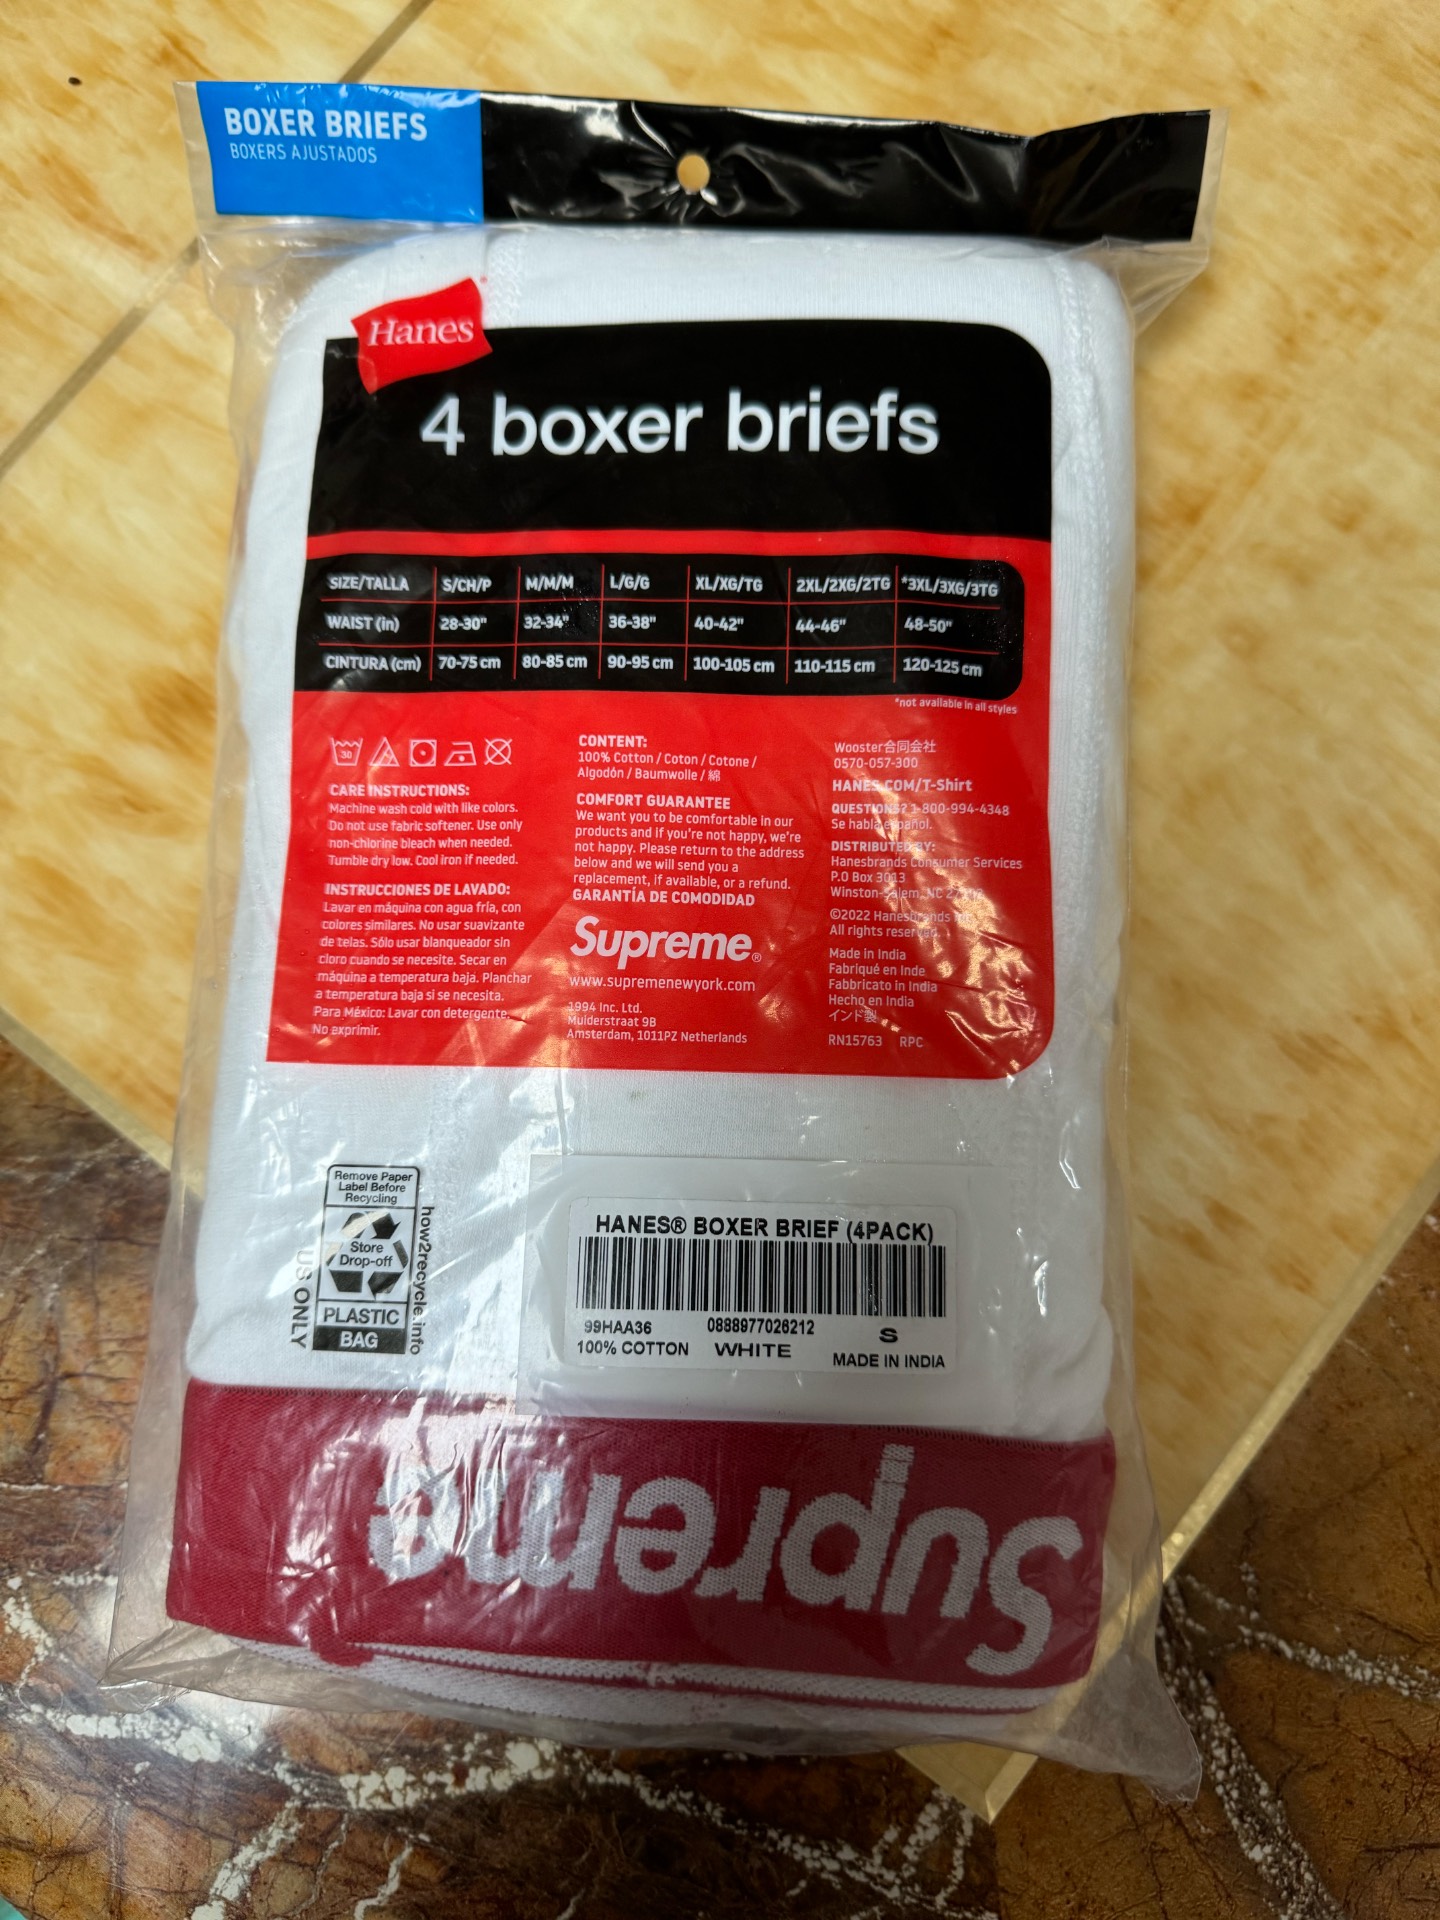 BOXER BRIEFS
BOXERS AJUSTADOS
Hanes
4 boxer briefs
SIZE/TALLA S/CH/P M/M/M L/G/G XL/XG/TG 2XL/2XG/2TG *3XL/3XG/3TG
WAIST (in) 28-30" 32-34" 36-38" 40-42" 44-46" 48-50"
CINTURA (cm) 70-75 cm 80-85 cm 90-95 cm 100-105 cm 110-115 cm 120-125 cm
*not available in all styles
30
CARE INSTRUCTIONS:
Machine wash cold with like colors.
Do not use fabric softener. Use only
non-chlorine bleach when needed.
Tumble dry low. Cool iron if needed.
INSTRUCCIONES DE LAVADO:
Lavar en máquina con agua fría, con
colores similares. No usar suavizante
de telas. Sólo usar blanqueador sin
cloro cuando se necesite. Secar en
máquina a temperatura baja. Planchar
a temperatura baja si se necesita.
Para México: Lavar con detergente.
No exprimir.
CONTENT:
100% Cotton / Coton / Cotone /
Algodón / Baumwolle / 綿
COMFORT GUARANTEE
We want you to be comfortable in our
products and if you're not happy, we're
not happy. Please return to the address
below and we will send you a
replacement, if available, or a refund.
GARANTÍA DE COMODIDAD
Supreme®
www.supremenewyork.com
1994 Inc. Ltd.
Muiderstraat 9B
Amsterdam, 1011PZ Netherlands
Wooster合同会社
0570-057-300
HANES.COM/T-Shirt
QUESTIONS? 1-800-994-4348
Se habla español.
DISTRIBUTED BY:
Hanesbrands Consumer Services
P.O Box 3013
Winston-Salem, NC
©2022 Hanesbrands
All rights reserved.
Made in India
Fabriqué en Inde
Fabbricato in India
Hecho en India
インド製
RN15763 RPC
Remove Paper
Label Before
Recycling
Store
Drop-off
PLASTIC
BAG
how2recycle.info
US ONLY
HANES® BOXER BRIEF (4PACK)
99HAA36 0888977026212 S
100% COTTON WHITE MADE IN INDIA
Supreme